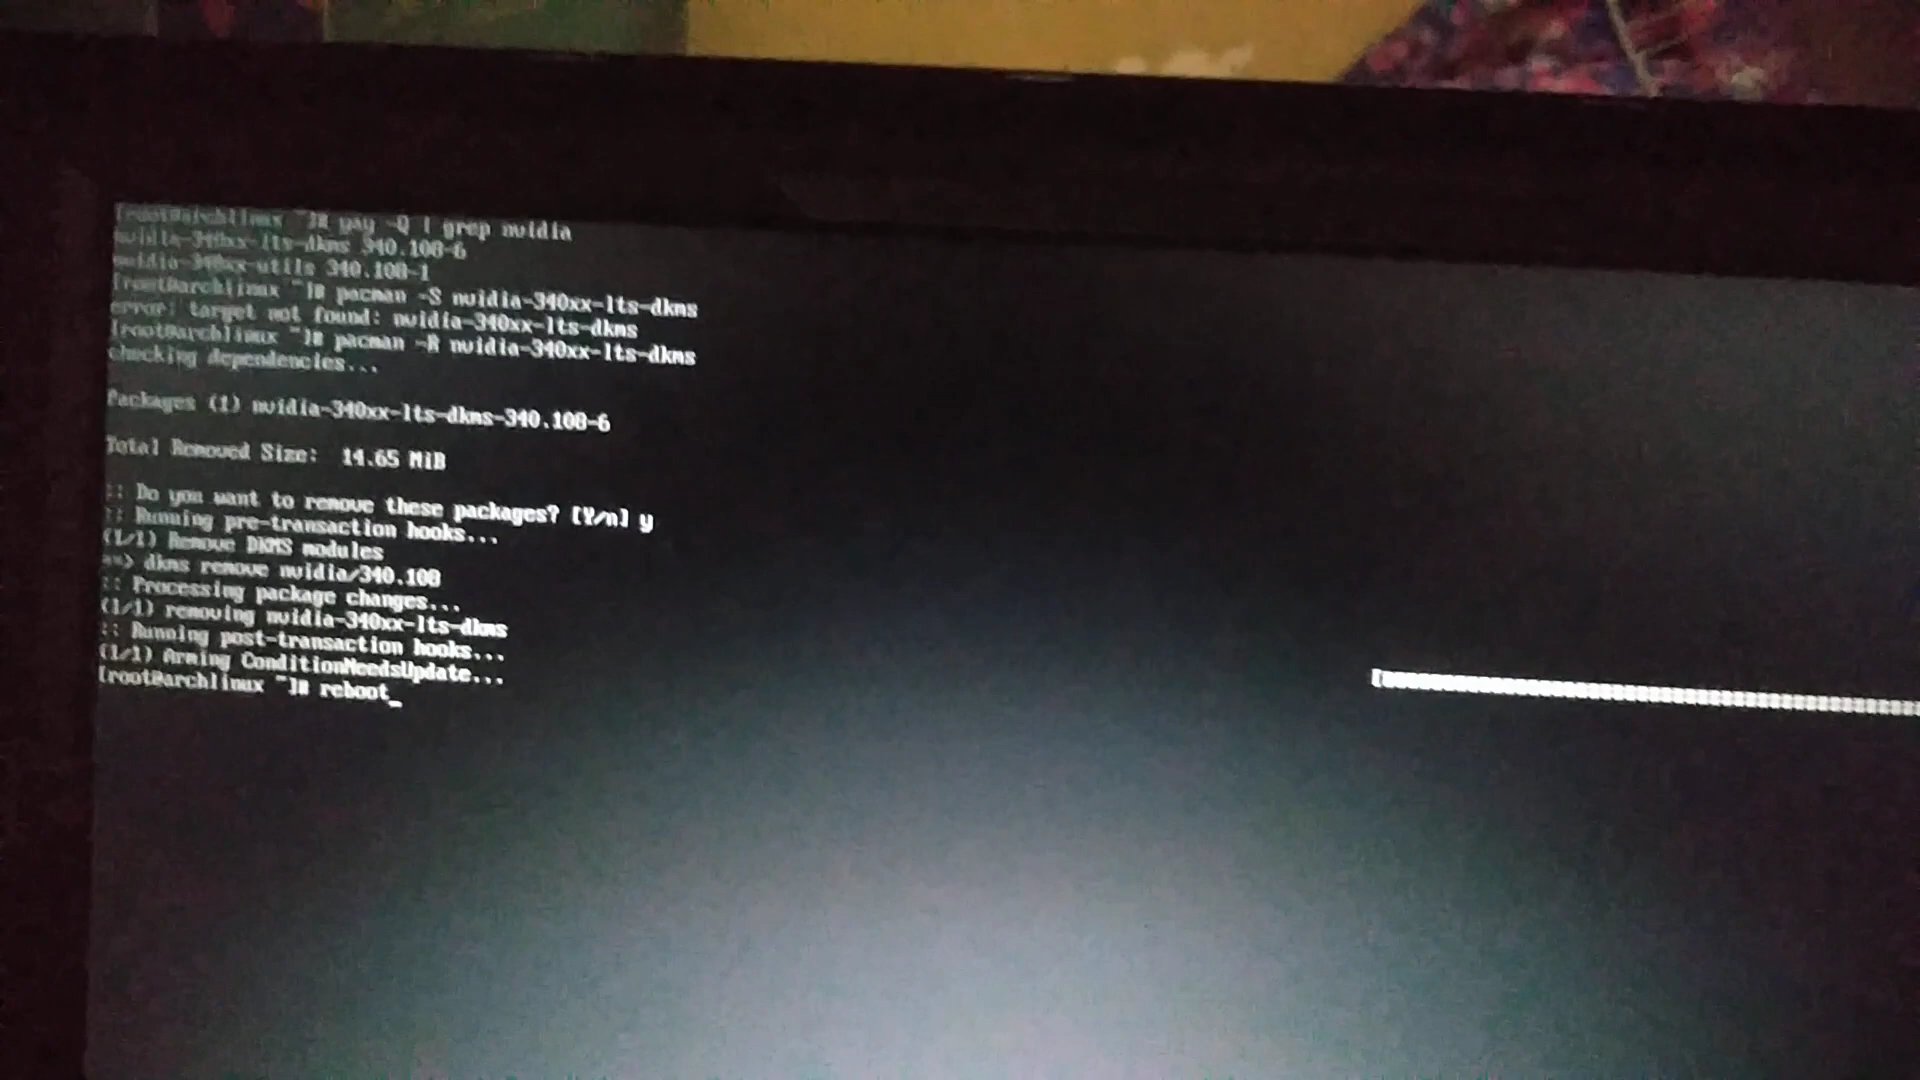 [root@archlinux ~]# yay -Q | grep nvidia
nvidia-340xx-lts-dkms 340.108-6
nvidia-340xx-utils 340.108-1
[root@archlinux ~]# pacman -S nvidia-340xx-lts-dkms
error: target not found: nvidia-340xx-lts-dkms
[root@archlinux ~]# pacman -R nvidia-340xx-lts-dkms
checking dependencies...
Packages (1) nvidia-340xx-lts-dkms-340.108-6
Total Removed Size:  14.65 MiB
:: Do you want to remove these packages? [Y/n] y
:: Running pre-transaction hooks...
(1/1) Remove DKMS modules
==> dkms remove nvidia/340.108
:: Processing package changes...
(1/1) removing nvidia-340xx-lts-dkms
:: Running post-transaction hooks...
(1/1) Arming ConditionNeedsUpdate...
[root@archlinux ~]# reboot_